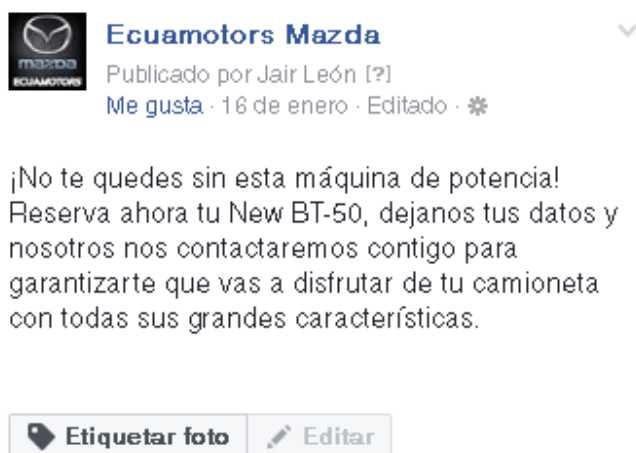 mazda
ECUAMOTORS
Ecuamotors Mazda
Publicado por Jair León [?]
Me gusta · 16 de enero · Editado ·
¡No te quedes sin esta máquina de potencia!
Reserva ahora tu New BT-50, dejanos tus datos y
nosotros nos contactaremos contigo para
garantizarte que vas a disfrutar de tu camioneta
con todas sus grandes características.
Etiquetar foto Editar